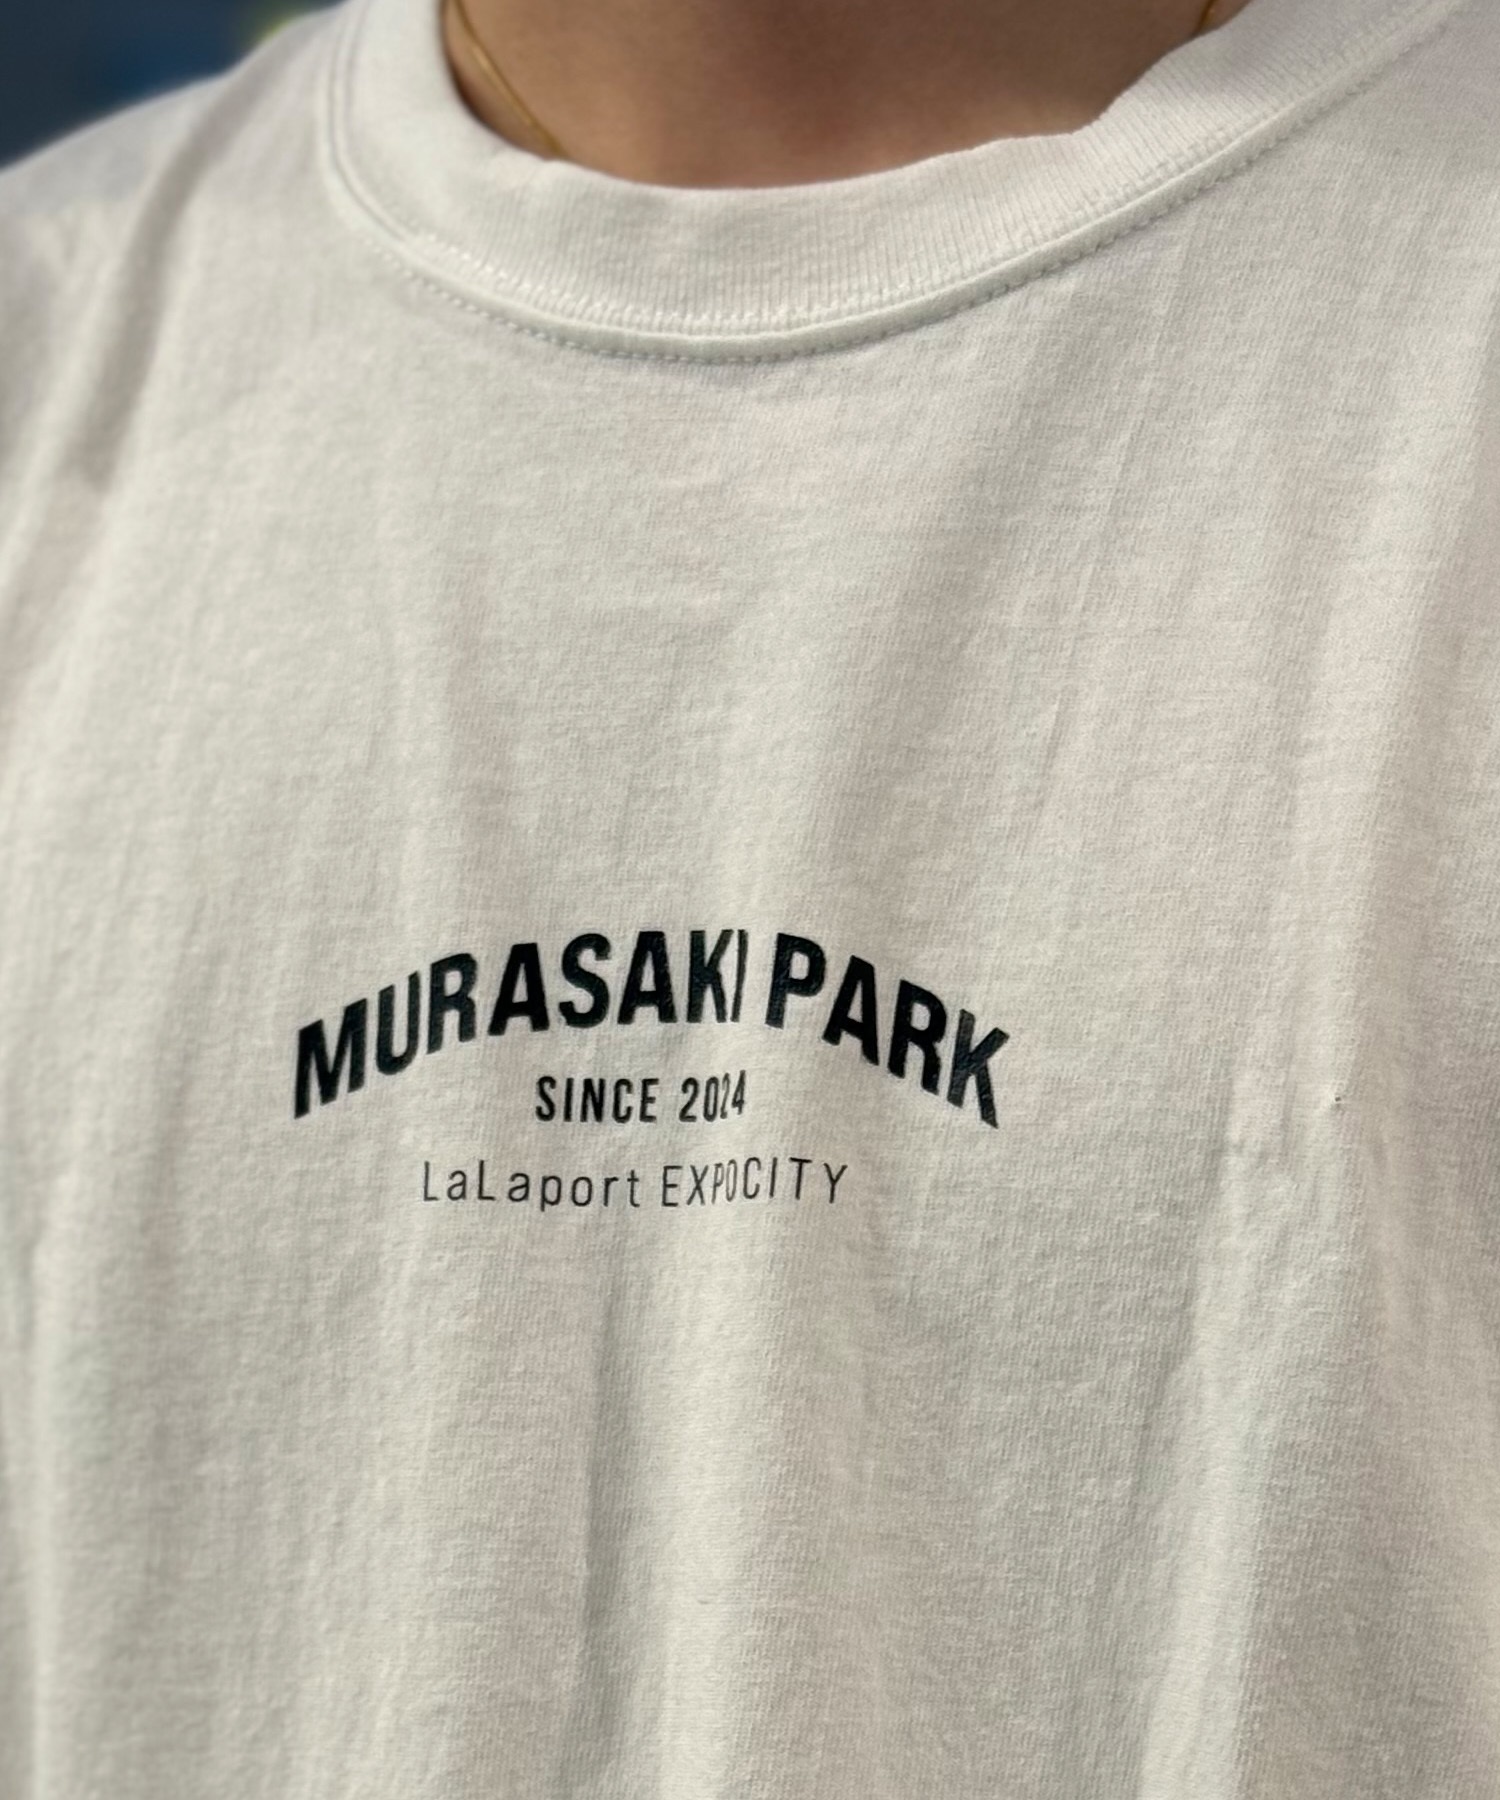 MURASAKI PARK
SINCE 2024
LaLaport EXPOCITY